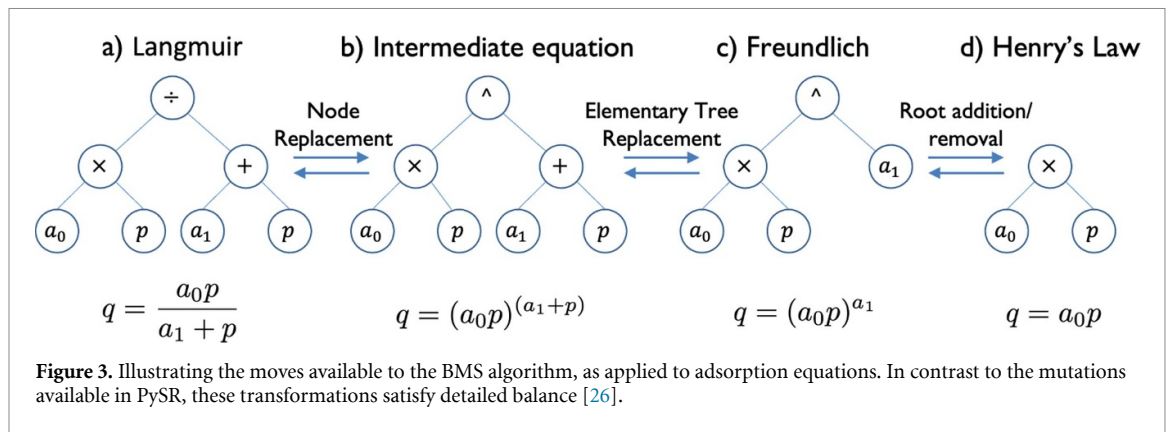 a) Langmuir b) Intermediate equation c) Freundlich d) Henry's Law
÷ ^ ^
Node Replacement Elementary Tree Replacement Root addition/ removal
× + × + × a₁ ×
a₀ p a₁ p a₀ p a₁ p a₀ p a₀ p
q = a₀p / a₁ + p q = (a₀p)^(a₁+p) q = (a₀p)^a₁ q = a₀p
Figure 3. Illustrating the moves available to the BMS algorithm, as applied to adsorption equations. In contrast to the mutations
available in PySR, these transformations satisfy detailed balance [26].